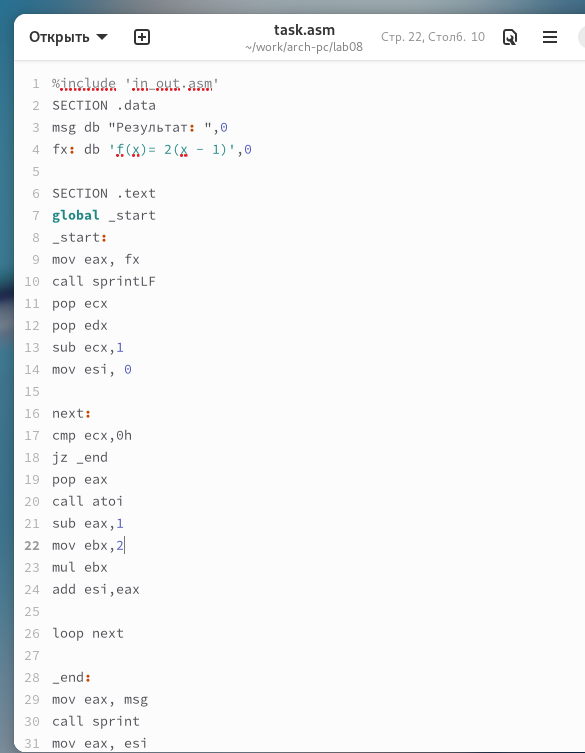 Открыть
task.asm
~/work/arch-pc/lab08
Стр. 22, Столб. 10
1 %include 'in_out.asm'
2 SECTION .data
3 msg db "Результат: ",0
4 fx: db 'f(x)= 2(x - 1)',0
5
6 SECTION .text
7 global _start
8 _start:
9 mov eax, fx
10 call sprintLF
11 pop ecx
12 pop edx
13 sub ecx,1
14 mov esi, 0
15
16 next:
17 cmp ecx,0h
18 jz _end
19 pop eax
20 call atoi
21 sub eax,1
22 mov ebx,2
23 mul ebx
24 add esi,eax
25
26 loop next
27
28 _end:
29 mov eax, msg
30 call sprint
31 mov eax, esi